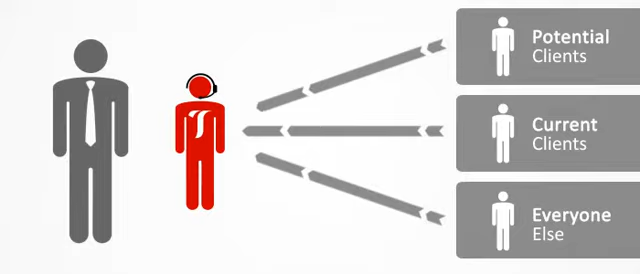 Potential
Clients
Current
Clients
Everyone
Else